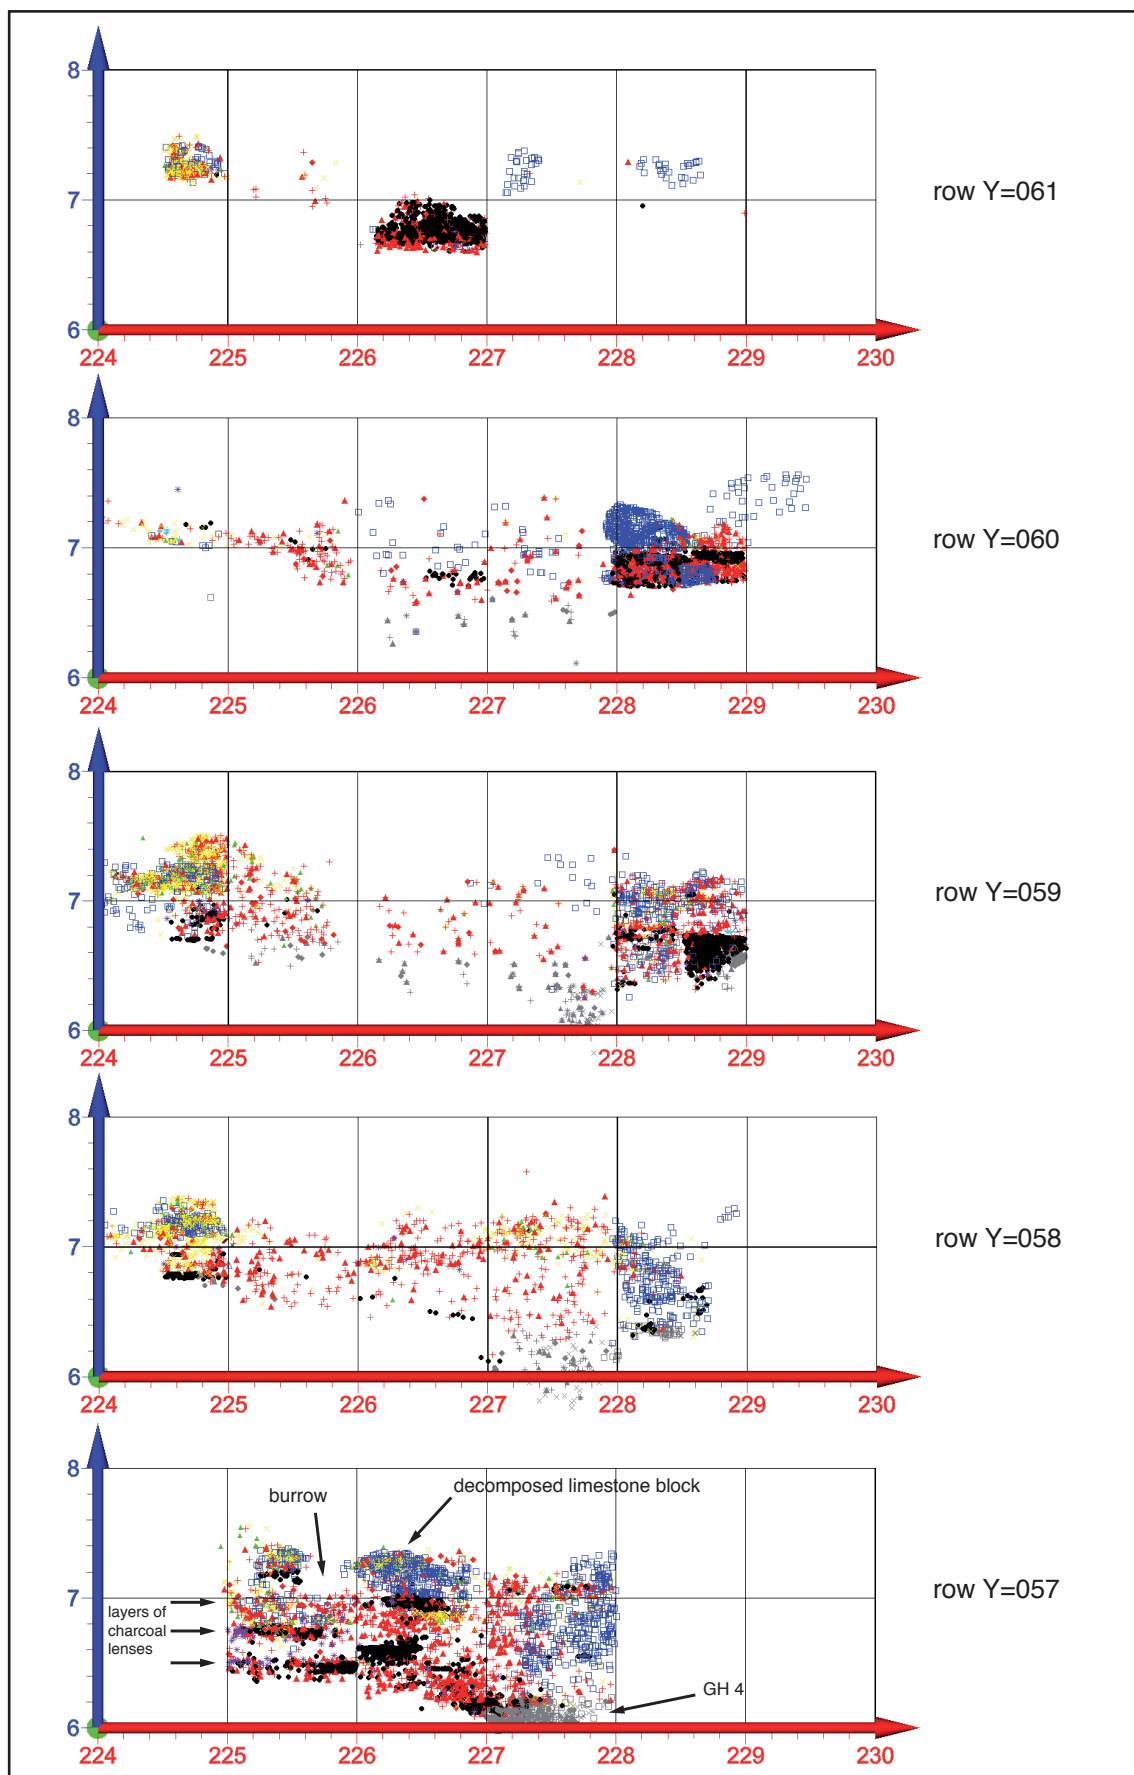 8
7
row Y=061
6
224 225 226 227 228 229 230
8
7
row Y=060
6
224 225 226 227 228 229 230
8
7
row Y=059
6
224 225 226 227 228 229 230
8
7
row Y=058
6
224 225 226 227 228 229 230
8
decomposed limestone block
burrow
7
row Y=057
layers of
charcoal
lenses
GH 4
6
224 225 226 227 228 229 230